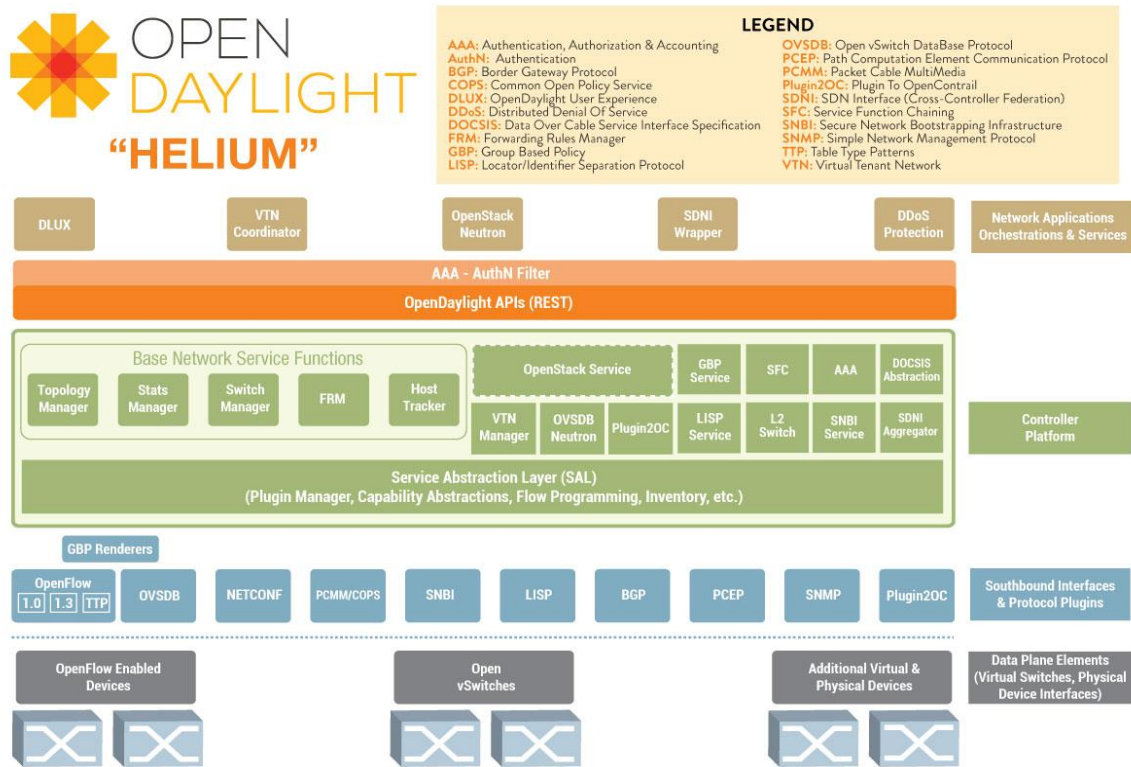 OPEN
DAYLIGHT
“HELIUM”
LEGEND
AAA: Authentication, Authorization & Accounting
AuthN: Authentication
BGP: Border Gateway Protocol
COPS: Common Open Policy Service
DLUX: OpenDaylight User Experience
DDoS: Distributed Denial Of Service
DOCSIS: Data Over Cable Service Interface Specification
FRM: Forwarding Rules Manager
GBP: Group Based Policy
LISP: Locator/Identifier Separation Protocol
OVSDB: Open vSwitch DataBase Protocol
PCEP: Path Computation Element Communication Protocol
PCMM: Packet Cable MultiMedia
Plugin2OC: Plugin To OpenContrail
SDNI: SDN Interface (Cross-Controller Federation)
SFC: Service Function Chaining
SNBI: Secure Network Bootstrapping Infrastructure
SNMP: Simple Network Management Protocol
TTP: Table Type Patterns
VTN: Virtual Tenant Network
DLUX
VTN
Coordinator
OpenStack
Neutron
SDNI
Wrapper
DDoS
Protection
Network Applications
Orchestrations & Services
AAA - AuthN Filter
OpenDaylight APIs (REST)
Base Network Service Functions
Topology
Manager
Stats
Manager
Switch
Manager
FRM
Host
Tracker
OpenStack Service
GBP
Service
SFC
AAA
DOCSIS
Abstraction
VTN
Manager
OVSDB
Neutron
Plugin2OC
LISP
Service
L2
Switch
SNBI
Service
SDNI
Aggregator
Controller
Platform
Service Abstraction Layer (SAL)
(Plugin Manager, Capability Abstractions, Flow Programming, Inventory, etc.)
GBP Renderers
OpenFlow
1.0 1.3 TTP
OVSDB
NETCONF
PCMM/COPS
SNBI
LISP
BGP
PCEP
SNMP
Plugin2OC
Southbound Interfaces
& Protocol Plugins
OpenFlow Enabled
Devices
Open
vSwitches
Additional Virtual &
Physical Devices
Data Plane Elements
(Virtual Switches, Physical
Device Interfaces)